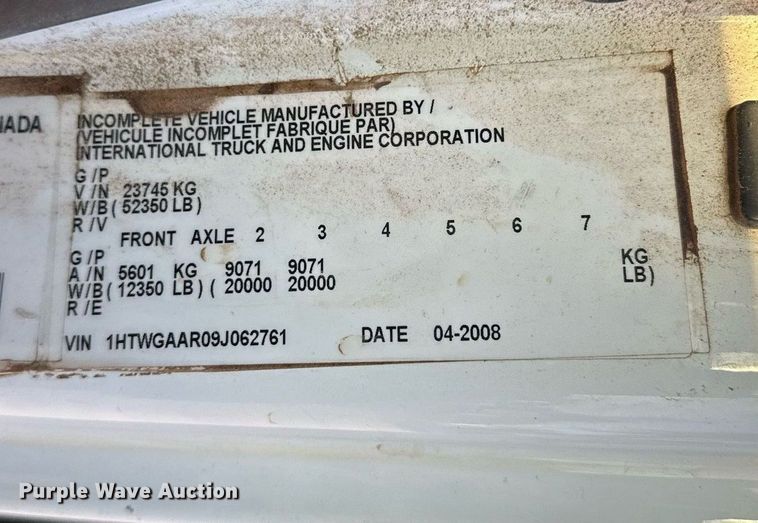 NADA
INCOMPLETE VEHICLE MANUFACTURED BY /
(VEHICULE INCOMPLET FABRIQUE PAR)
INTERNATIONAL TRUCK AND ENGINE CORPORATION
G /P
V / N 23745 KG
W/B ( 52350 LB )
R / V
FRONT AXLE 2 3 4 5 6 7
G / P
A / N 5601 KG 9071 9071 KG
W/B ( 12350 LB ) ( 20000 20000 LB)
R / E
VIN 1HTWGAAR09J062761 DATE 04-2008
Purple Wave Auction